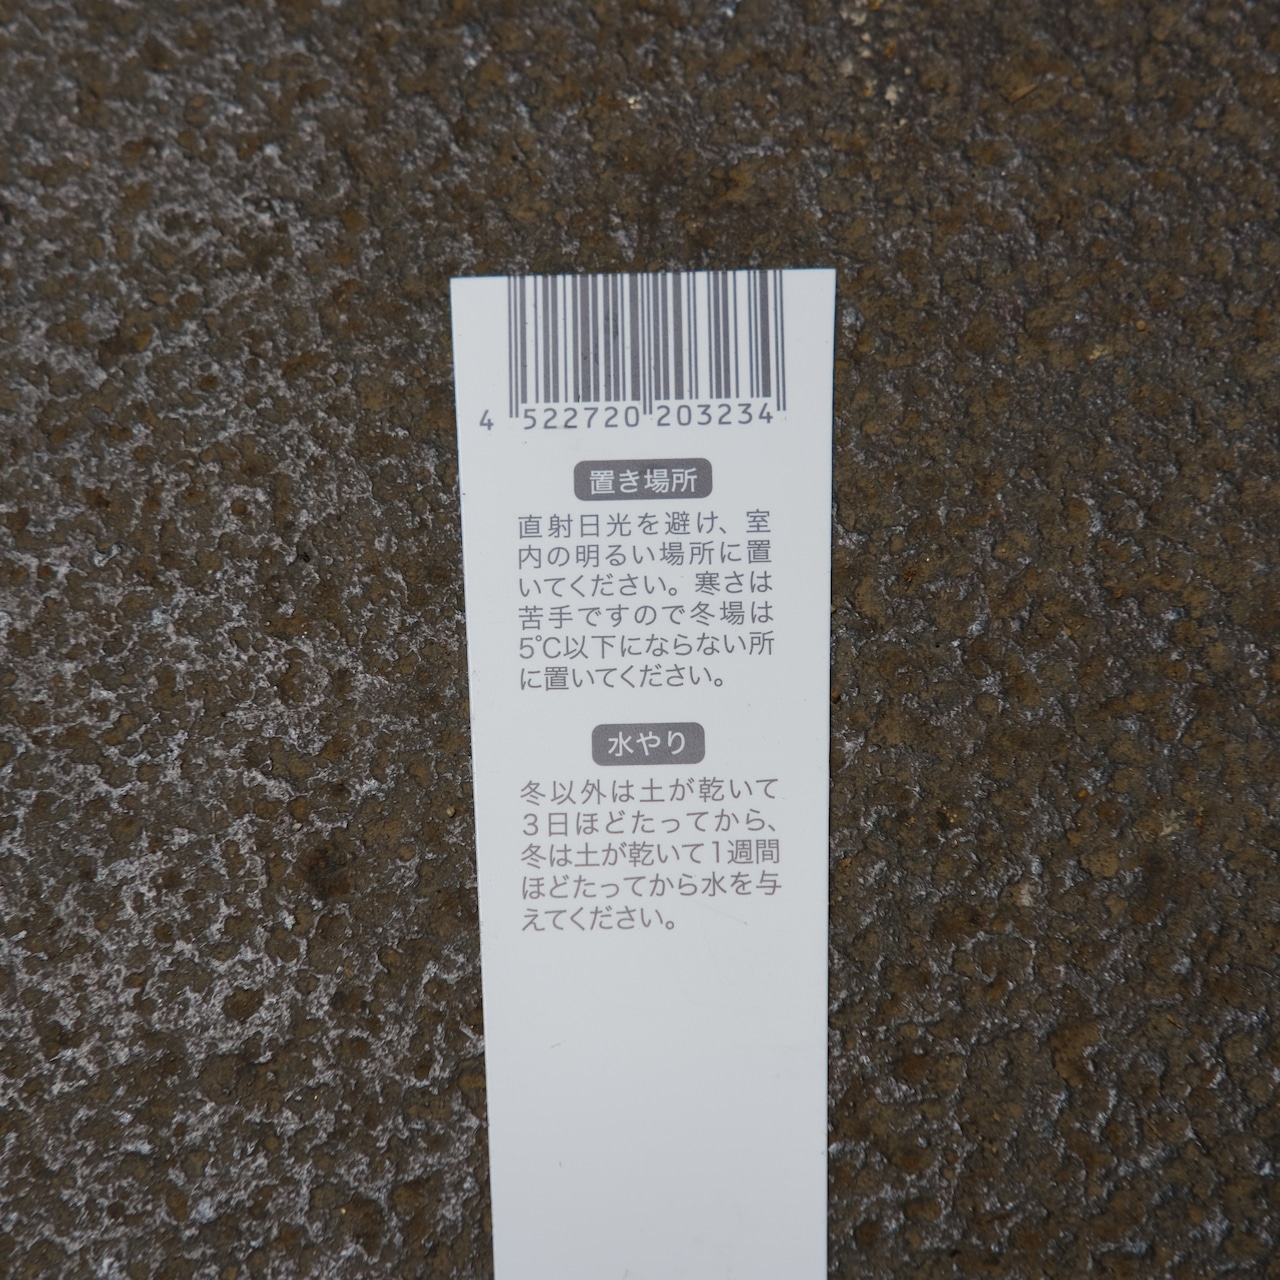 4 522720 203234
置き場所
直射日光を避け、室
内の明るい場所に置
いてください。寒さは
苦手ですので冬場は
5℃以下にならない所
に置いてください。
水やり
冬以外は土が乾いて
3日ほどたってから、
冬は土が乾いて1週間
ほどたってから水を与
えてください。